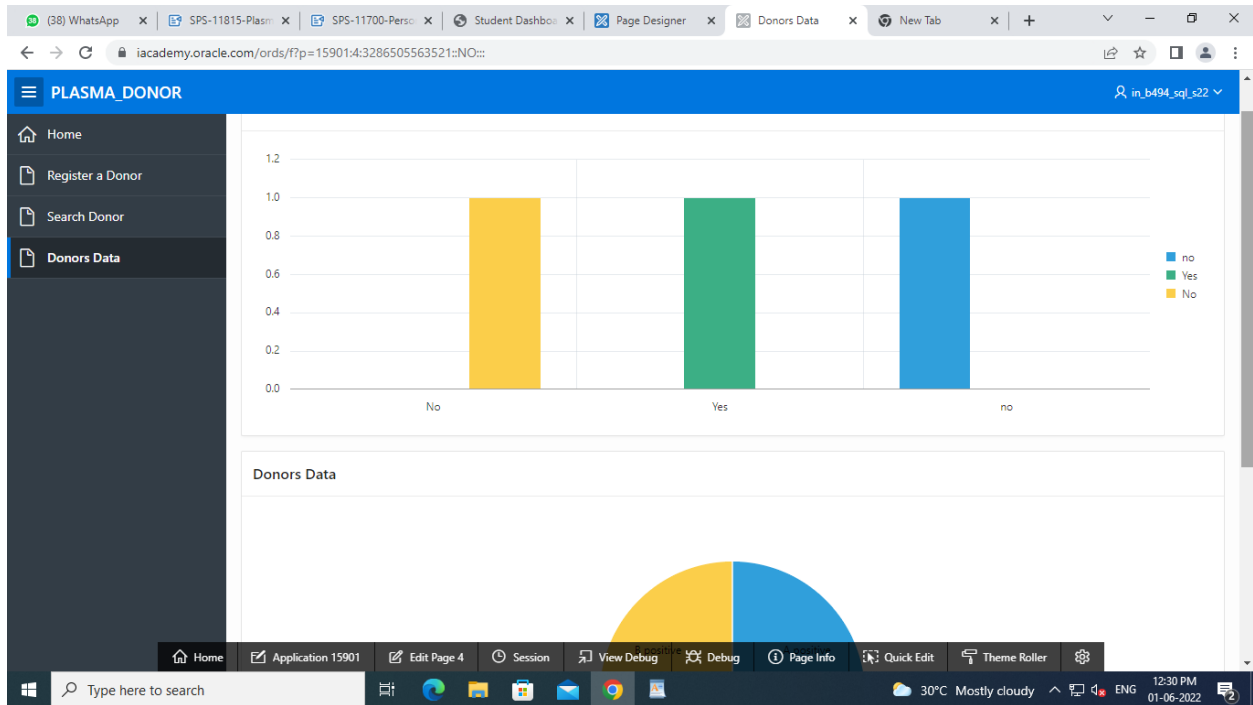 (38) WhatsApp
SPS-11815-Plasm
SPS-11700-Perso
Student Dashboa
Page Designer
Donors Data
New Tab
iacademy.oracle.com/ords/f?p=15901:4:3286505563521::NO:::
PLASMA_DONOR
in_b494_sql_s22
Home
Register a Donor
Search Donor
Donors Data
1.2
1.0
0.8
0.6
0.4
0.2
0.0
No
Yes
no
no
Yes
No
Donors Data
B positive
A positive
Home
Application 15901
Edit Page 4
Session
View Debug
Debug
Page Info
Quick Edit
Theme Roller
Type here to search
30°C Mostly cloudy
ENG
12:30 PM
01-06-2022
2